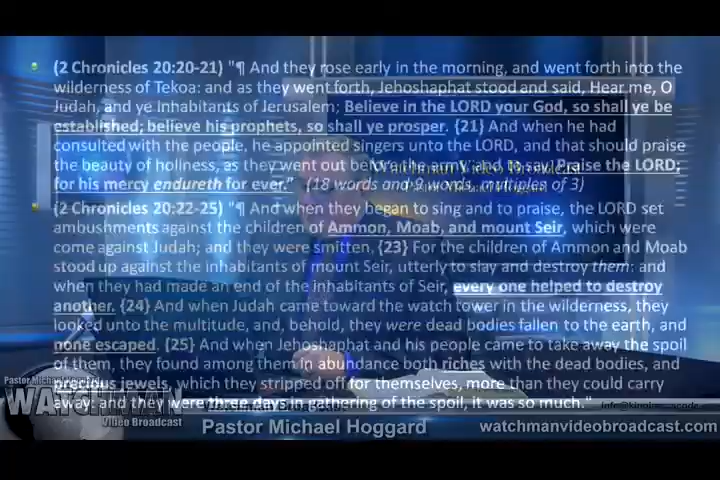 (2 Chronicles 20:20-21) "¶ And they rose early in the morning, and went forth into the
wilderness of Tekoa: and as they went forth, Jehoshaphat stood and said, Hear me, O
Judah, and ye inhabitants of Jerusalem; Believe in the LORD your God, so shall ye be
established; believe his prophets, so shall ye prosper. {21} And when he had
consulted with the people, he appointed singers unto the LORD, and that should praise
the beauty of holiness, as they went out before the army, and to say, Praise the LORD;
for his mercy endureth for ever." (18 words and 9 words, multiples of 3)
Watchman Video Broadcast
(2 Chronicles 20:22-25) "¶ And when they began to sing and to praise, the LORD set
ambushments against the children of Ammon, Moab, and mount Seir, which were
come against Judah; and they were smitten. {23} For the children of Ammon and Moab
stood up against the inhabitants of mount Seir, utterly to slay and destroy them: and
when they had made an end of the inhabitants of Seir, every one helped to destroy
another. {24} And when Judah came toward the watch tower in the wilderness, they
looked unto the multitude, and, behold, they were dead bodies fallen to the earth, and
none escaped. {25} And when Jehoshaphat and his people came to take away the spoil
of them, they found among them in abundance both riches with the dead bodies, and
precious jewels, which they stripped off for themselves, more than they could carry
away: and they were three days in gathering of the spoil, it was so much."
Pastor Michael
WATCHMAN
Video Broadcast
Pastor Michael Hoggard
watchmanvideobroadcast.com